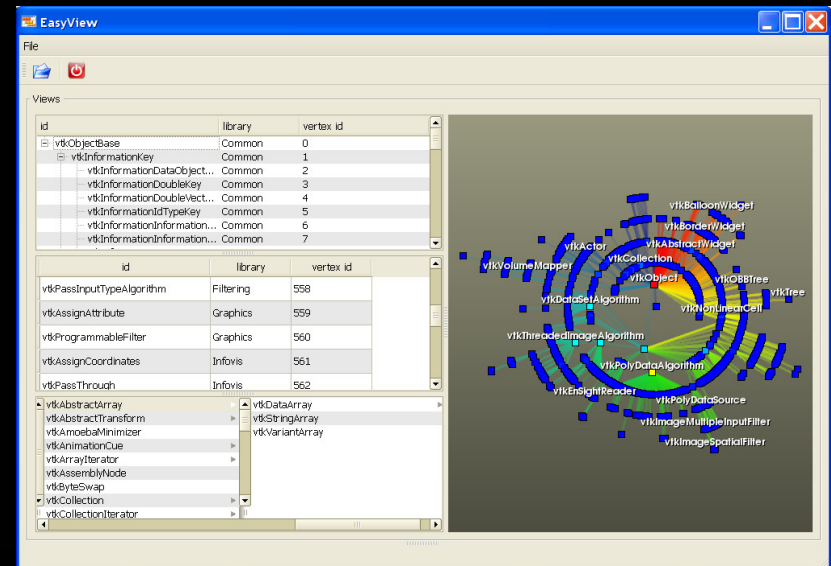 EasyView
File
Views
id library vertex id
vtkObjectBase Common 0
vtkInformationKey Common 1
vtkInformationDataObject... Common 2
vtkInformationDoubleKey Common 3
vtkInformationDoubleVect... Common 4
vtkInformationIdTypeKey Common 5
vtkInformationInformation... Common 6
vtkInformationInformation... Common 7
id library vertex id
vtkPassInputTypeAlgorithm Filtering 558
vtkAssignAttribute Graphics 559
vtkProgrammableFilter Graphics 560
vtkAssignCoordinates Infovis 561
vtkPassThrough Infovis 562
vtkAbstractArray vtkDataArray
vtkAbstractTransform vtkStringArray
vtkAmoebaMinimizer vtkVariantArray
vtkAnimationCue
vtkArrayIterator
vtkAssemblyNode
vtkByteSwap
vtkCollection
vtkCollectionIterator
vtkBalloonWidget
vtkBorderWidget
vtkActor vtkAbstractWidget
vtkCollection
vtkVolumeMapper
vtkObject vtkOBBTree
vtkTree
vtkDataSetAlgorithm
vtkNonLinearCell
vtkThreadedImageAlgorithm
vtkPolyDataAlgorithm
vtkEnSightReader
vtkPolyDataSource
vtkImageMultipleInputFilter
vtkImageSpatialFilter